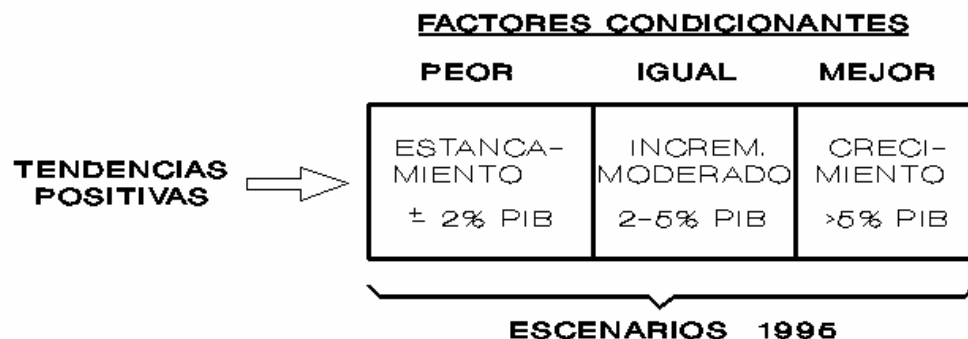 FACTORES CONDICIONANTES
PEOR IGUAL MEJOR
TENDENCIAS POSITIVAS
ESTANCA-
MIENTO
± 2% PIB
INCREM.
MODERADO
2-5% PIB
CRECI-
MIENTO
>5% PIB
ESCENARIOS 1995